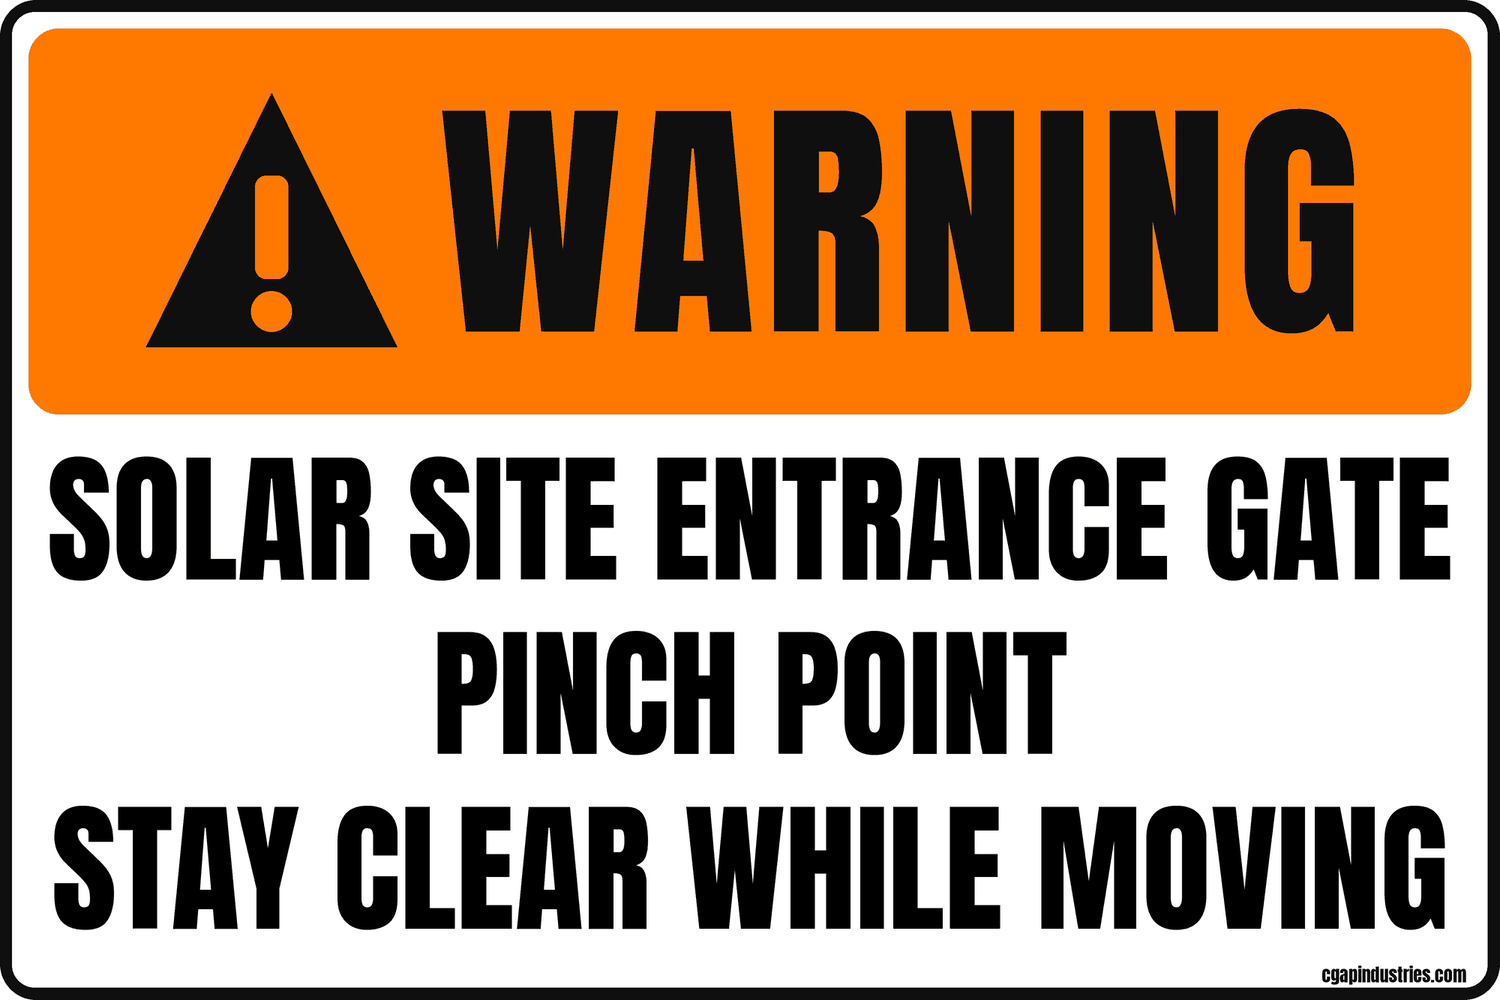 WARNING
SOLAR SITE ENTRANCE GATE
PINCH POINT
STAY CLEAR WHILE MOVING
cgapindustries.com